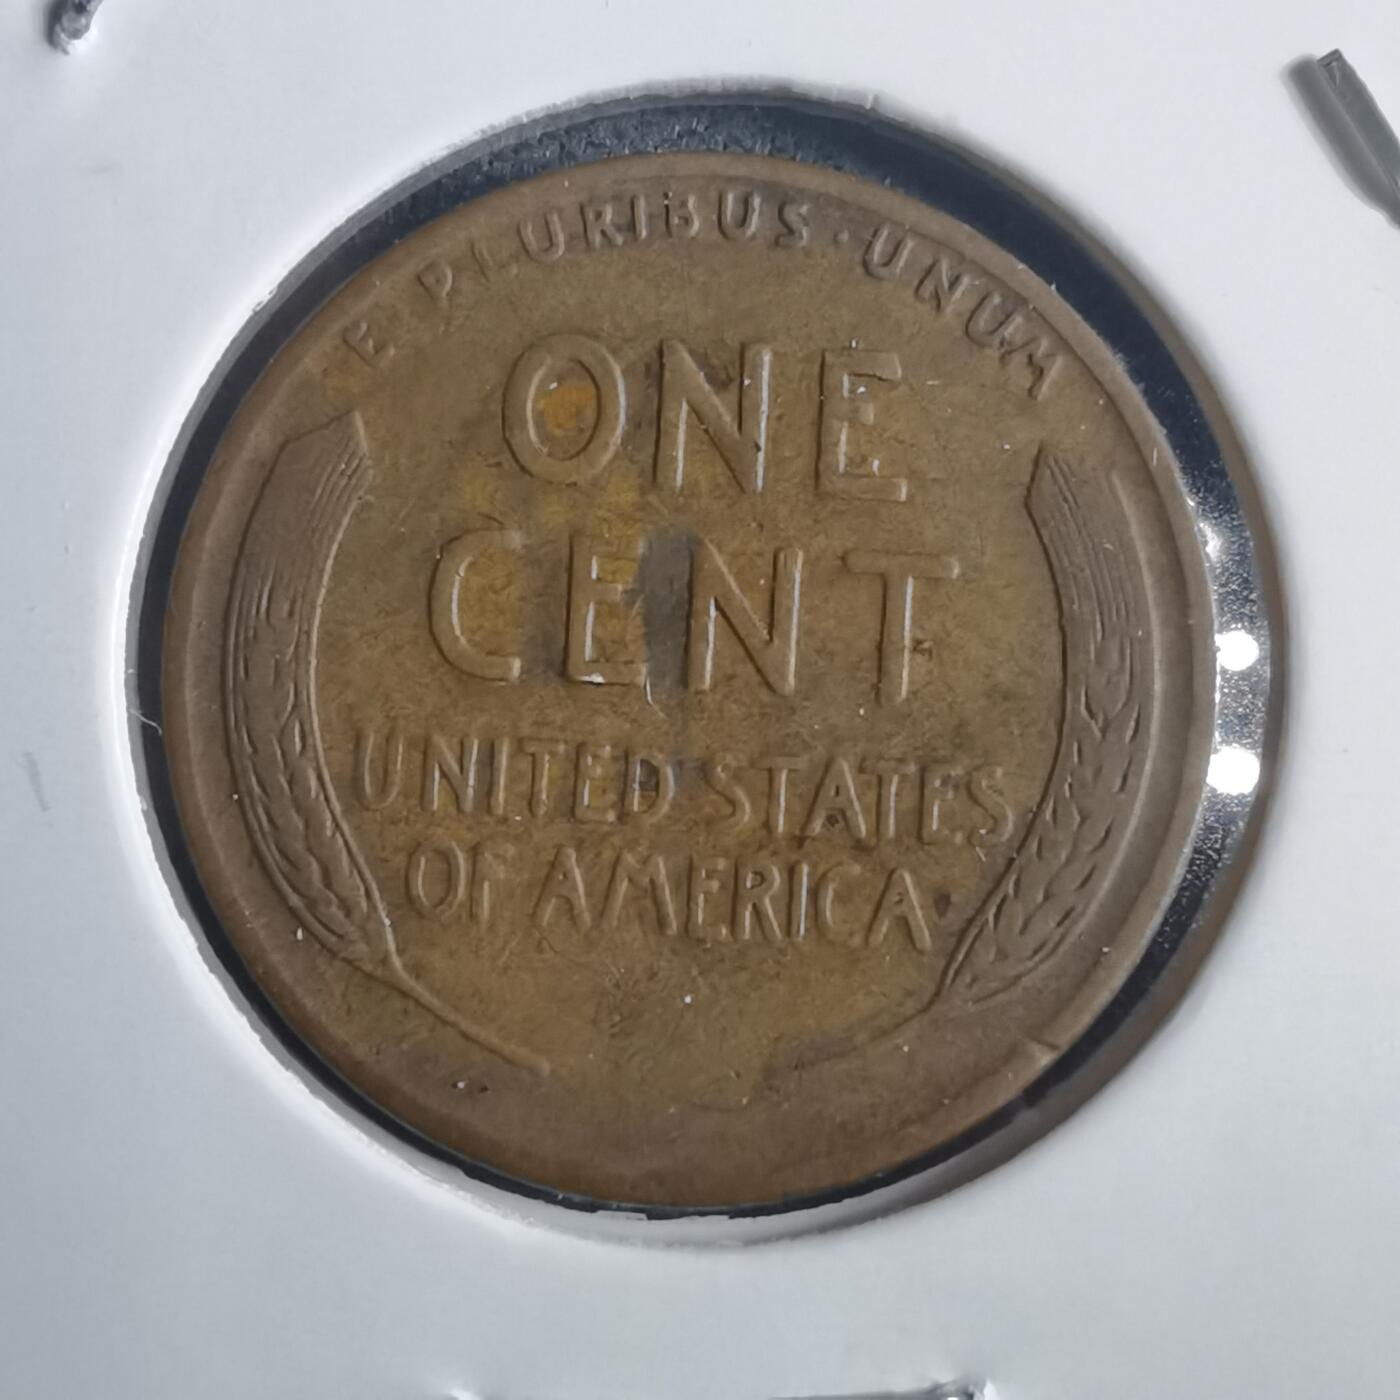 E PLURIBUS · UNUM
ONE
CENT
UNITED STATES
OF AMERICA